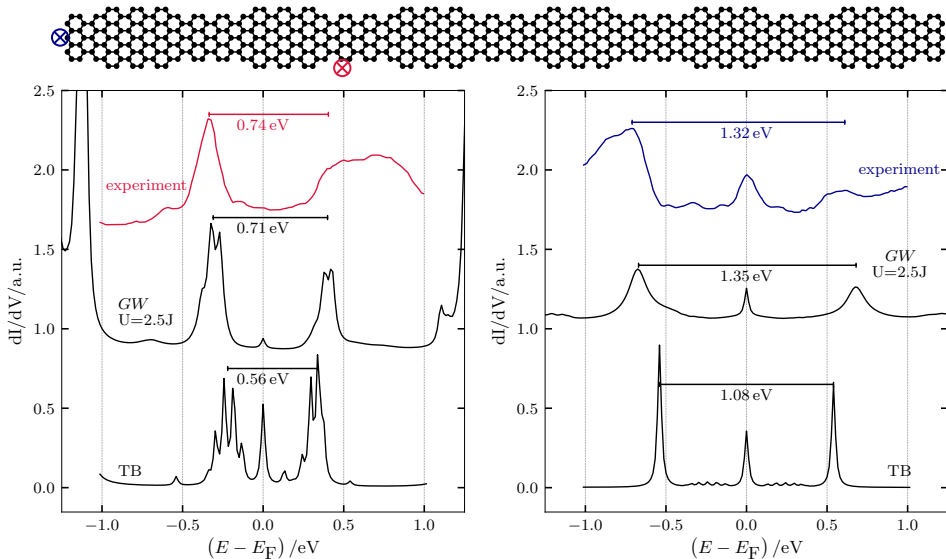 2.5
2.0
1.5
1.0
0.5
0.0
dI/dV/a.u.
0.74 eV
experiment
0.71 eV
GW
U=2.5J
0.56 eV
TB
−1.0 −0.5 0.0 0.5 1.0
(E − E_F) /eV
2.5
2.0
1.5
1.0
0.5
0.0
dI/dV/a.u.
1.32 eV
experiment
GW
U=2.5J
1.35 eV
1.08 eV
TB
−1.0 −0.5 0.0 0.5 1.0
(E − E_F) /eV